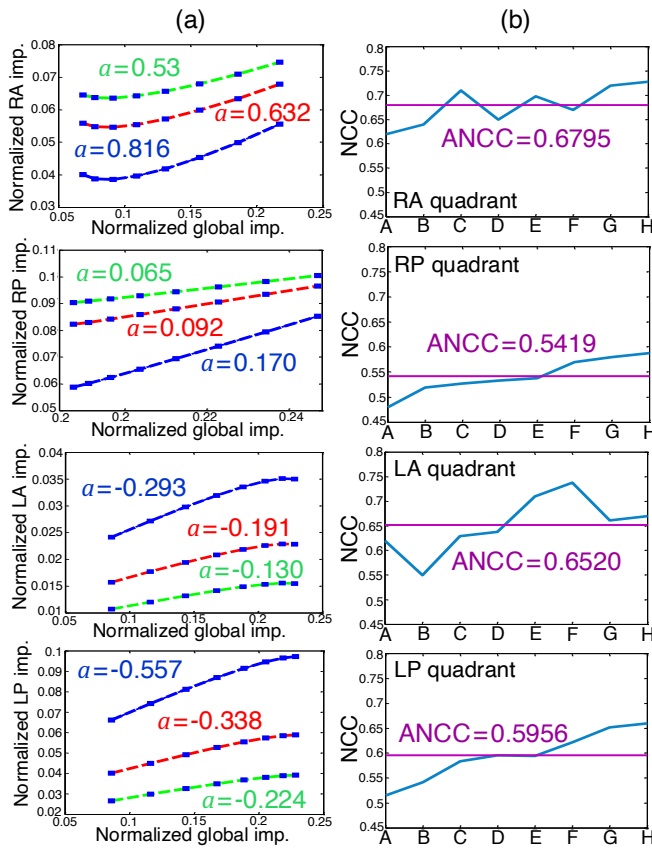 (a)
(b)
Normalized RA imp.
0.08
0.07
0.06
0.05
0.04
0.03
a=0.53
a=0.632
a=0.816
0.05
0.1
0.15
0.2
0.25
Normalized global imp.
NCC
0.8
0.75
0.7
0.65
0.6
0.55
0.5
0.45
ANCC=0.6795
RA quadrant
A B C D E F G H
Normalized RP imp.
0.11
0.1
0.09
0.08
0.07
0.06
0.05
a=0.065
a=0.092
a=0.170
0.2
0.2
0.22
0.22
0.24
Normalized global imp.
NCC
0.8
0.75
0.7
0.65
0.6
0.55
0.5
0.45
RP quadrant
ANCC=0.5419
A B C D E F G H
Normalized LA imp.
0.04
0.035
0.03
0.025
0.02
0.015
0.01
a=-0.293
a=-0.191
a=-0.130
0.05
0.1
0.15
0.2
0.25
Normalized global imp.
NCC
0.8
0.75
0.7
0.65
0.6
0.55
0.5
0.45
LA quadrant
ANCC=0.6520
A B C D E F G H
Normalized LP imp.
0.1
0.09
0.08
0.07
0.06
0.05
0.04
0.03
0.02
a=-0.557
a=-0.338
a=-0.224
0.05
0.1
0.15
0.2
0.25
Normalized global imp.
NCC
0.8
0.75
0.7
0.65
0.6
0.55
0.5
0.45
LP quadrant
ANCC=0.5956
A B C D E F G H